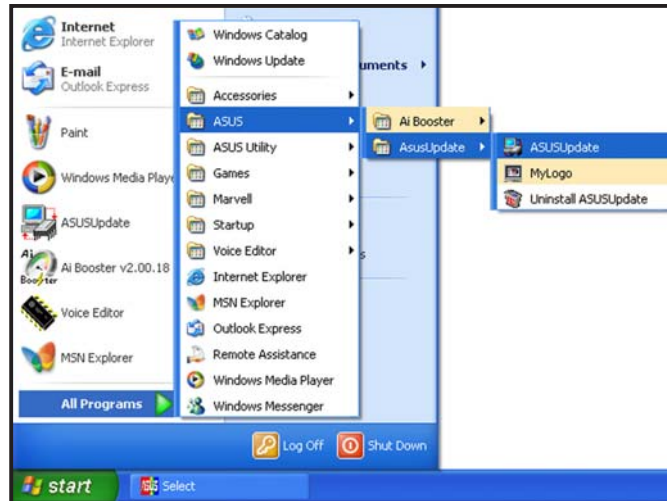 Internet
Internet Explorer
E-mail
Outlook Express
Paint
Windows Media Playe
ASUSUpdate
Ai Booster
Ai Booster v2.00.18
Voice Editor
MSN Explorer
All Programs
Windows Catalog
Windows Update
Accessories
ASUS
ASUS Utility
Games
Marvell
Startup
Voice Editor
Internet Explorer
MSN Explorer
Outlook Express
Remote Assistance
Windows Media Player
Windows Messenger
uments
s
Ai Booster
AsusUpdate
ASUSUpdate
MyLogo
Uninstall ASUSUpdate
Log Off
Shut Down
start
Select